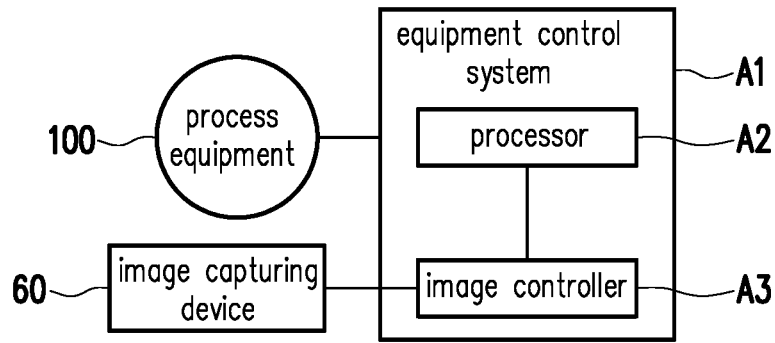 equipment control
system
A1
100
process
equipment
processor
A2
60
image capturing
device
image controller
A3